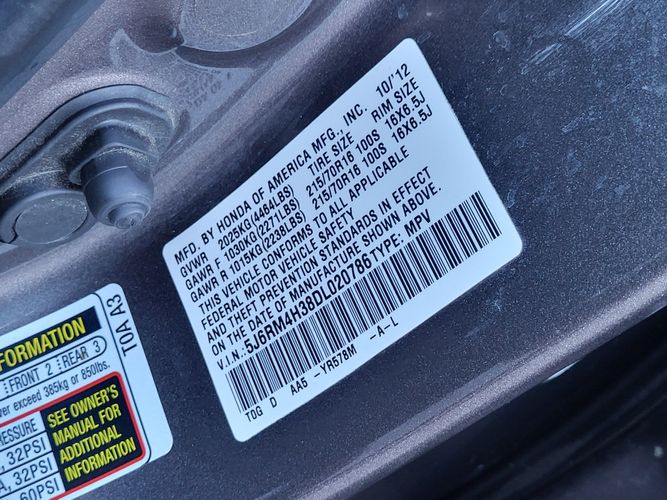 MFD. BY HONDA OF AMERICA MFG., INC. 10/'12
GVWR 2025KG(4464LBS) TIRE SIZE RIM SIZE
GAWR F 1030KG(2271LBS) 215/70R16 100S 16X6.5J
GAWR R 1015KG(2238LBS) 215/70R16 100S 16X6.5J
THIS VEHICLE CONFORMS TO ALL APPLICABLE
FEDERAL MOTOR VEHICLE SAFETY
AND THEFT PREVENTION STANDARDS IN EFFECT
ON THE DATE OF MANUFACTURE SHOWN ABOVE.
V.I.N.: 5J6RM4H38DL020786 TYPE: MPV
TOG D AA5 -YR578M -A-L
TOA A3
FORMATION
FRONT 2 REAR 3
ver exceed 385kg or 850lbs.
RESSURE
, 32PSI
A, 32PSI
60PSI
SEE OWNER'S
MANUAL FOR
ADDITIONAL
INFORMATION